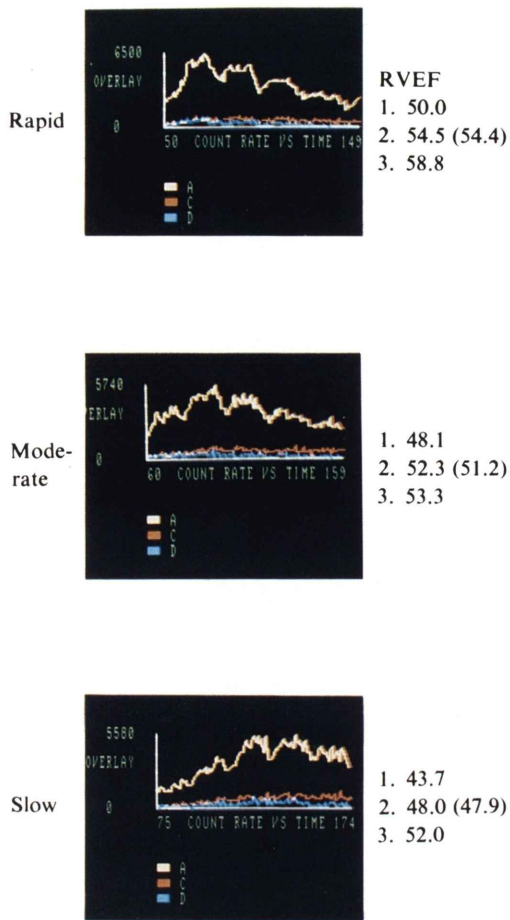 Rapid
6500
OVERLAY
0
50 COUNT RATE VS TIME 149
A
C
D
RVEF
1. 50.0
2. 54.5 (54.4)
3. 58.8
Mode-
rate
5740
ERLAY
0
60 COUNT RATE VS TIME 159
A
C
D
1. 48.1
2. 52.3 (51.2)
3. 53.3
Slow
5580
OVERLAY
0
75 COUNT RATE VS TIME 174
A
C
D
1. 43.7
2. 48.0 (47.9)
3. 52.0